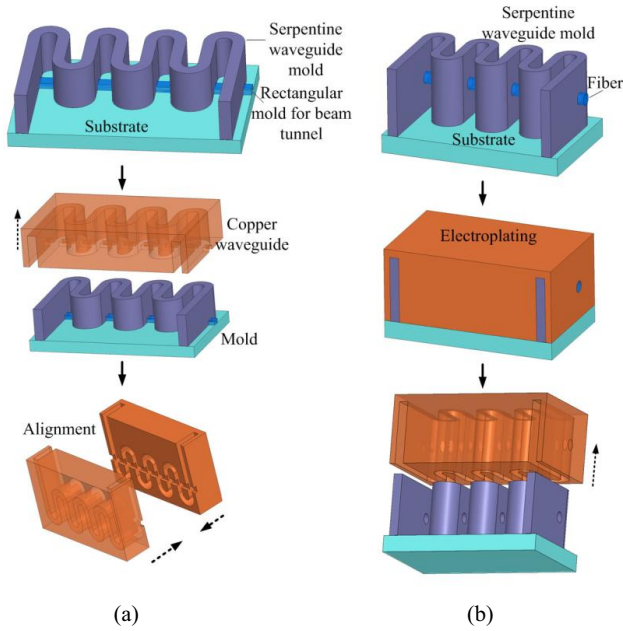 Serpentine
waveguide
mold
Rectangular
mold for beam
tunnel
Substrate
Copper
waveguide
Mold
Alignment
(a)
Serpentine
waveguide mold
Fiber
Substrate
Electroplating
(b)